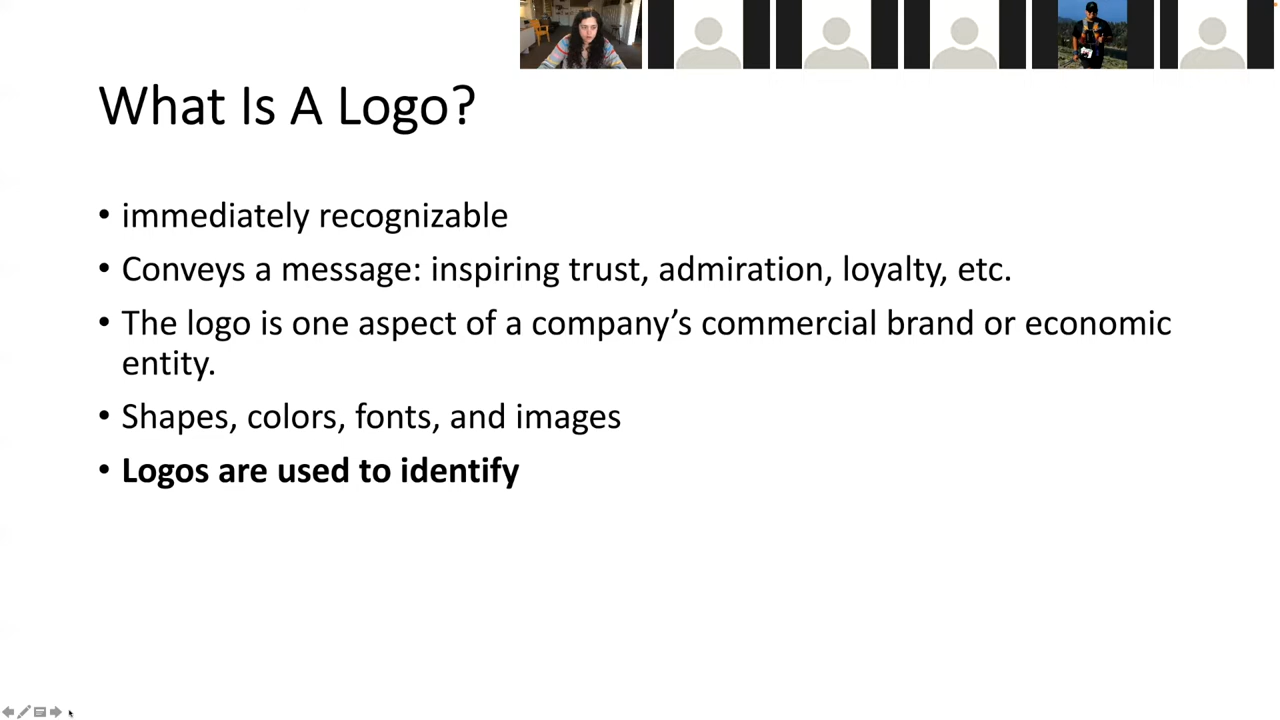 What Is A Logo?
• immediately recognizable
• Conveys a message: inspiring trust, admiration, loyalty, etc.
• The logo is one aspect of a company’s commercial brand or economic
entity.
• Shapes, colors, fonts, and images
• Logos are used to identify